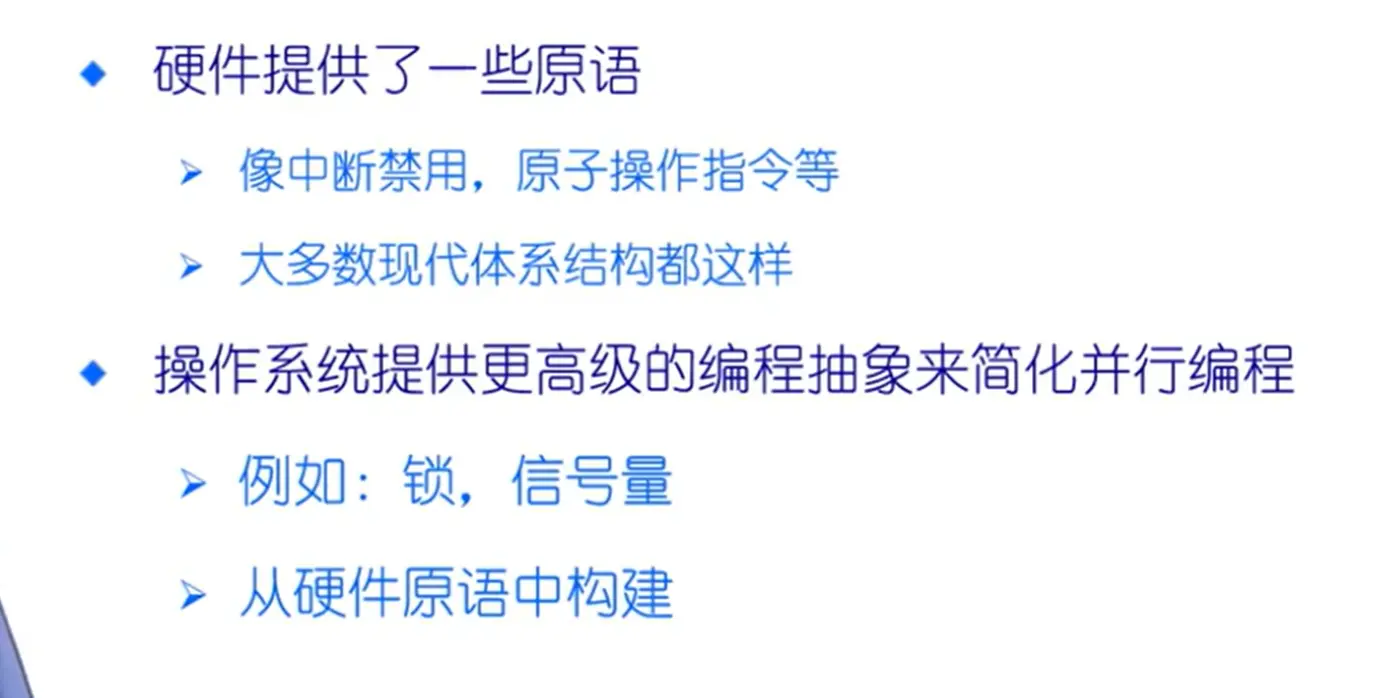 硬件提供了一些原语
像中断禁用，原子操作指令等
大多数现代体系结构都这样
操作系统提供更高级的编程抽象来简化并行编程
例如：锁，信号量
从硬件原语中构建